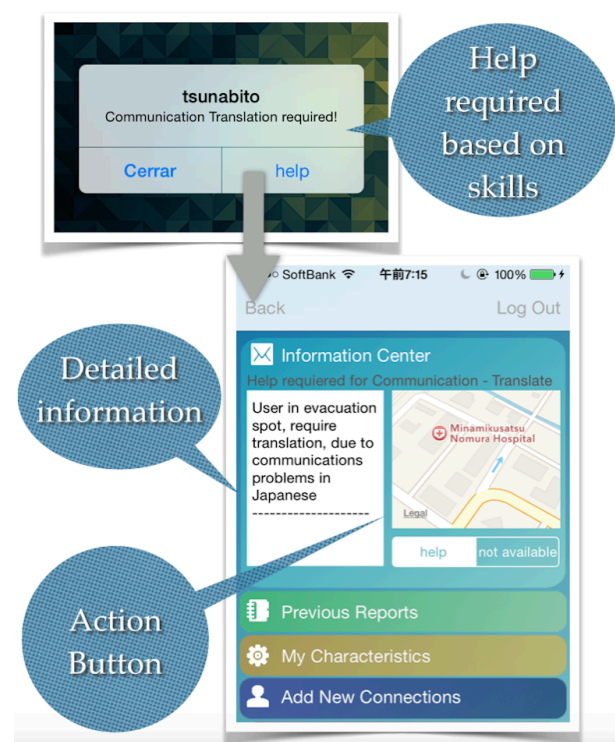 tsunabito
Communication Translation required!
Cerrar
help
Help
required
based on
skills
SoftBank
午前7:15
100%
Back
Log Out
Information Center
Help requiered for Communication - Translate
User in evacuation
spot, require
translation, due to
communications
problems in
Japanese
--------------------
Minamikusatsu
Nomura Hospital
Legal
help
not available
Previous Reports
My Characteristics
Add New Connections
Detailed
information
Action
Button